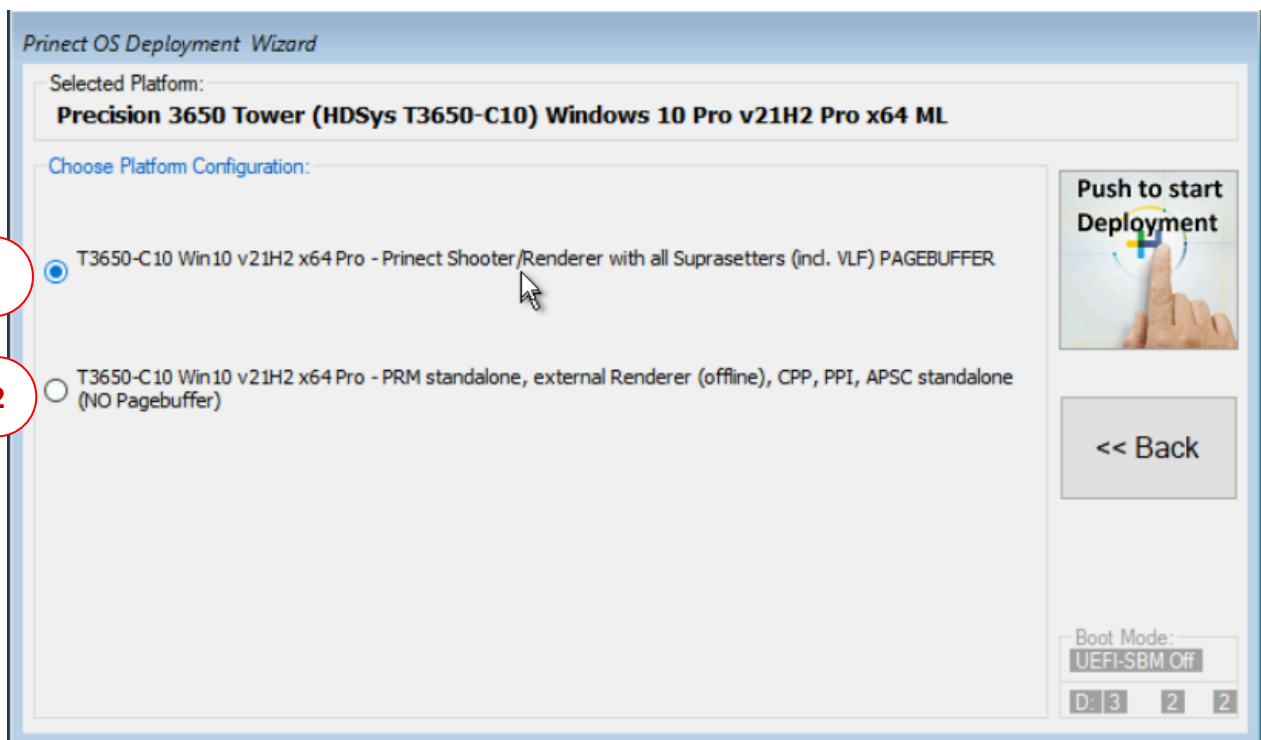 Prinect OS Deployment Wizard
Selected Platform:
Precision 3650 Tower (HDSys T3650-C10) Windows 10 Pro v21H2 Pro x64 ML
Choose Platform Configuration:
Push to start
Deployment
T3650-C10 Win10 v21H2 x64 Pro - Prinect Shooter/Renderer with all Suprasetters (incl. VLF) PAGEBUFFER
2
T3650-C10 Win10 v21H2 x64 Pro - PRM standalone, external Renderer (offline), CPP, PPI, APSC standalone
(NO Pagebuffer)
<< Back
Boot Mode:
UEFI-SBM Off
D: 3 2 2